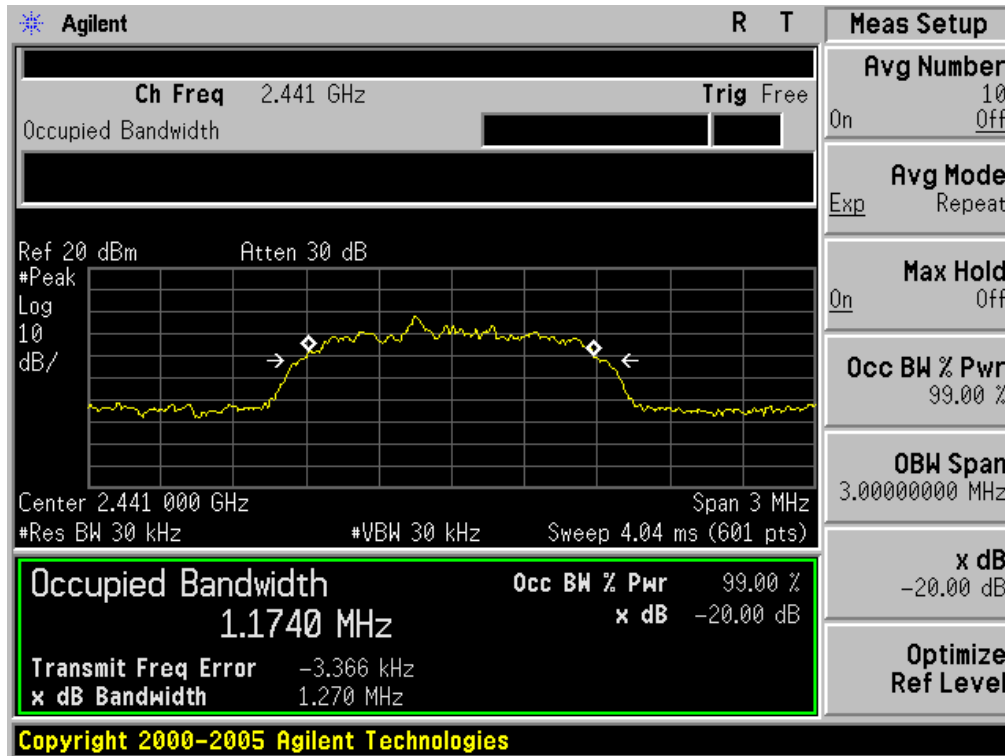 Agilent R T
Ch Freq 2.441 GHz Trig Free
Occupied Bandwidth
Ref 20 dBm Atten 30 dB
#Peak
Log
10
dB/
Center 2.441 000 GHz Span 3 MHz
#Res BW 30 kHz #VBW 30 kHz Sweep 4.04 ms (601 pts)
Occupied Bandwidth
1.1740 MHz
Occ BW % Pwr 99.00 %
x dB -20.00 dB
Transmit Freq Error -3.366 kHz
x dB Bandwidth 1.270 MHz
Copyright 2000-2005 Agilent Technologies
Meas Setup
Avg Number
10
On Off
Avg Mode
Exp Repeat
Max Hold
On Off
Occ BW % Pwr
99.00 %
OBW Span
3.00000000 MHz
x dB
-20.00 dB
Optimize
Ref Level